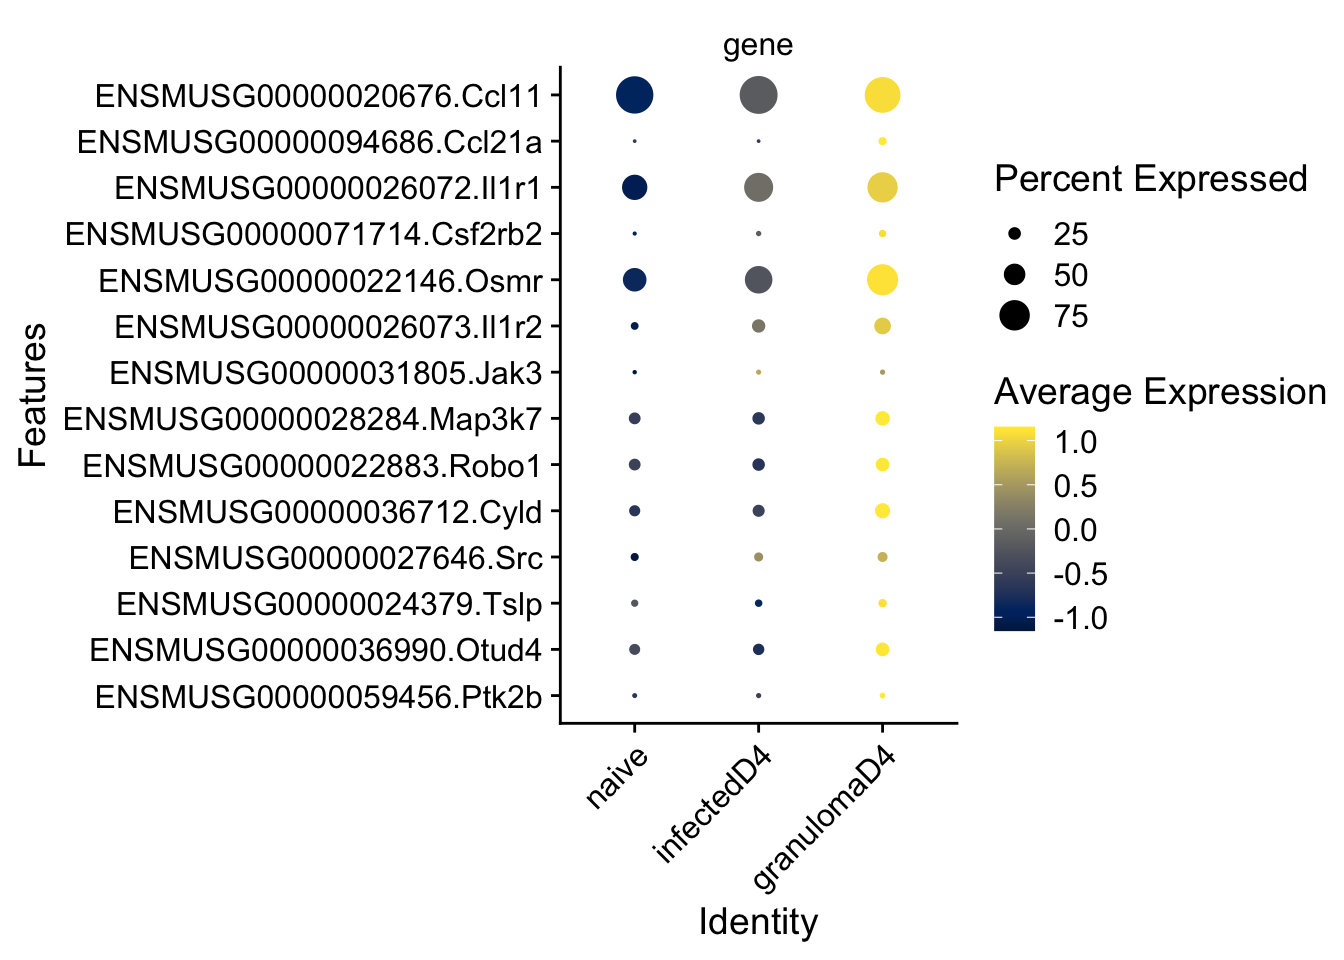 gene
ENSMUSG00000020676.Ccl11
ENSMUSG00000094686.Ccl21a
ENSMUSG00000026072.Il1r1
ENSMUSG00000071714.Csf2rb2
ENSMUSG00000022146.Osmr
ENSMUSG00000026073.Il1r2
ENSMUSG00000031805.Jak3
ENSMUSG00000028284.Map3k7
ENSMUSG00000022883.Robo1
ENSMUSG00000036712.Cyld
ENSMUSG00000027646.Src
ENSMUSG00000024379.Tslp
ENSMUSG00000036990.Otud4
ENSMUSG00000059456.Ptk2b
Features
naive
infectedD4
granulomaD4
Identity
Percent Expressed
25
50
75
Average Expression
1.0
0.5
0.0
-0.5
-1.0